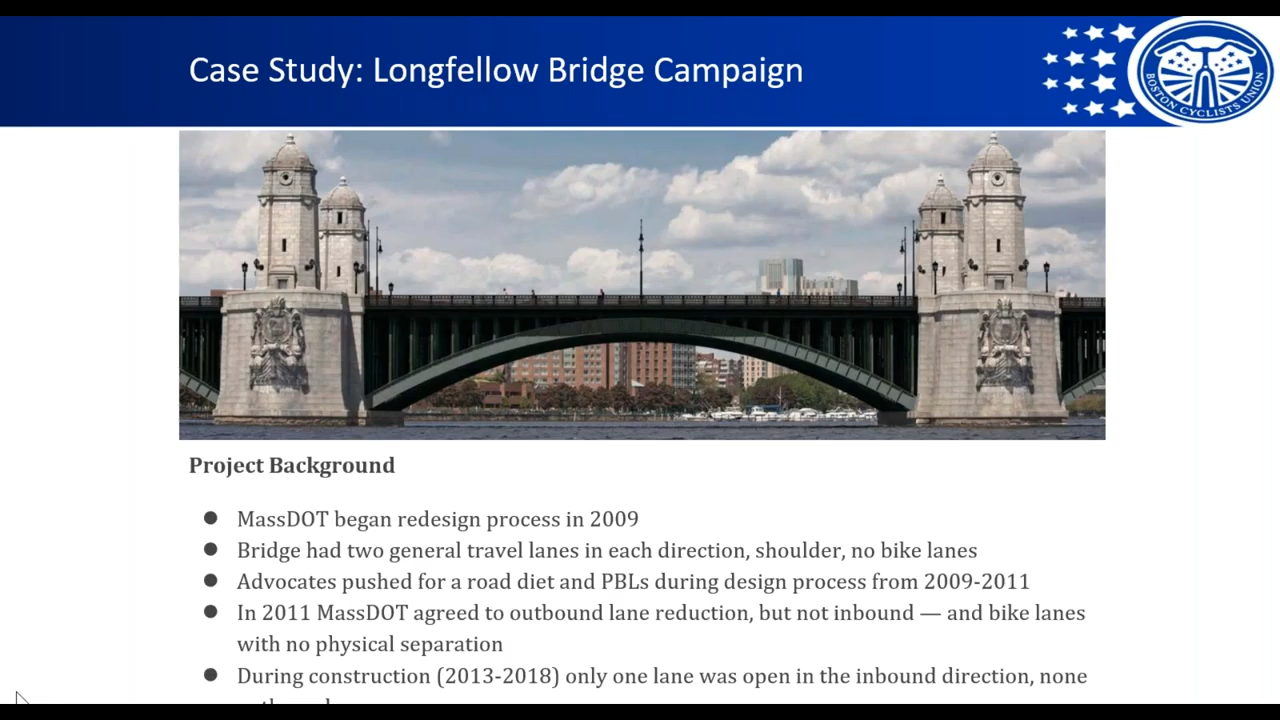 Case Study: Longfellow Bridge Campaign
BOSTON CYCLISTS UNION
Project Background
● MassDOT began redesign process in 2009
● Bridge had two general travel lanes in each direction, shoulder, no bike lanes
● Advocates pushed for a road diet and PBLs during design process from 2009-2011
● In 2011 MassDOT agreed to outbound lane reduction, but not inbound — and bike lanes
with no physical separation
● During construction (2013-2018) only one lane was open in the inbound direction, none